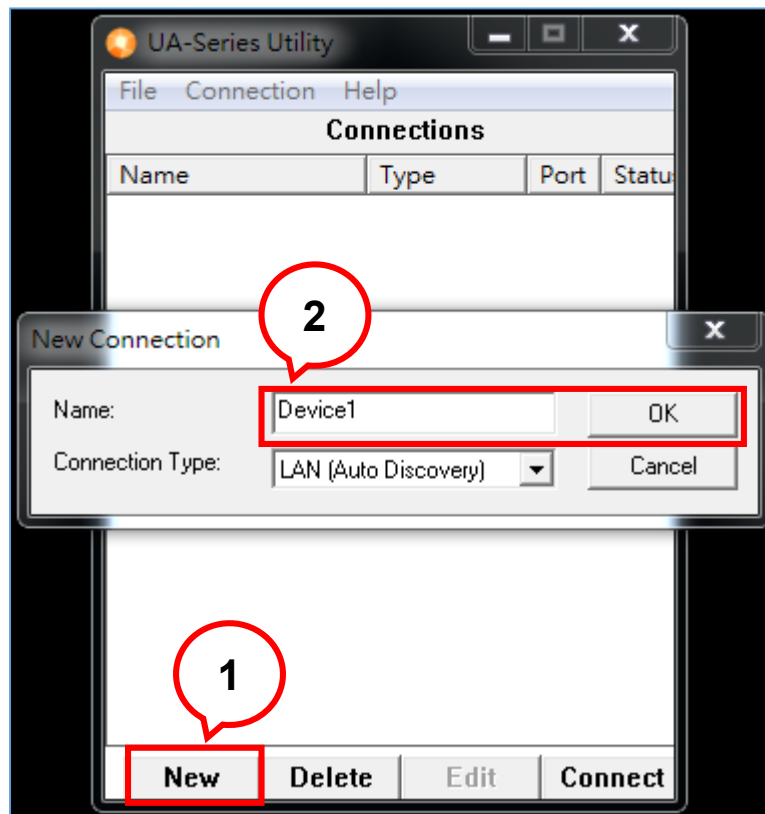 UA-Series Utility
File Connection Help
Connections
Name Type Port Statu
2
New Connection
Name: Device1 OK
Connection Type: LAN (Auto Discovery) Cancel
1
New Delete Edit Connect